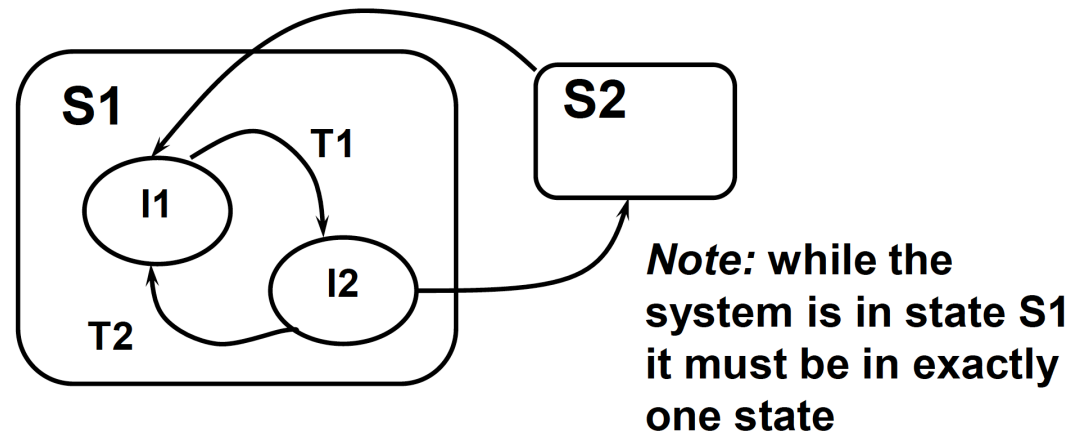 S1
S2
T1
I1
I2
T2
Note: while the
system is in state S1
it must be in exactly
one state